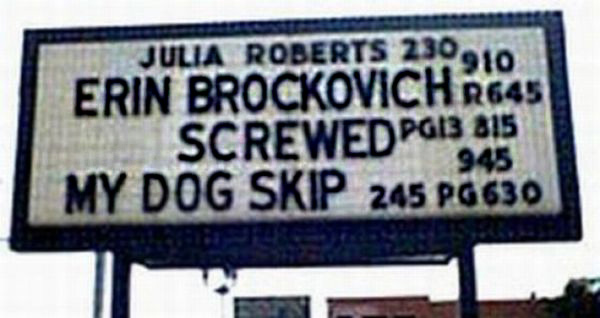 JULIA ROBERTS 230 910
ERIN BROCKOVICH R645
SCREWED PG13 815
945
MY DOG SKIP 245 PG630